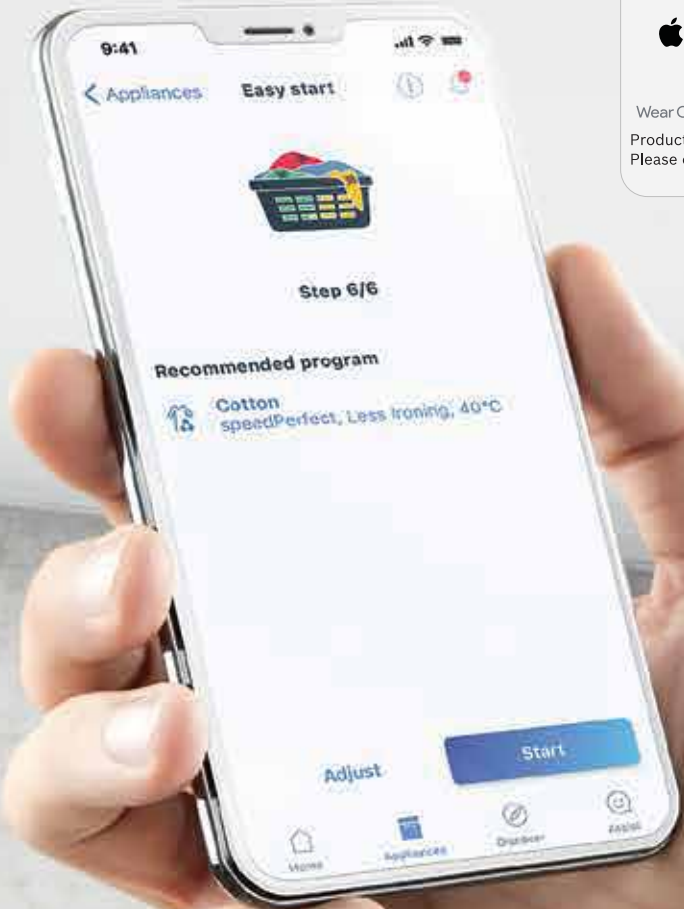 9:41
Appliances
Easy start
Step 6/6
Recommended program
Cotton
speedPerfect, Less Ironing, 40°C
Adjust
Start
Home
Appliances
Discover
Assist
Wear
Product
Please